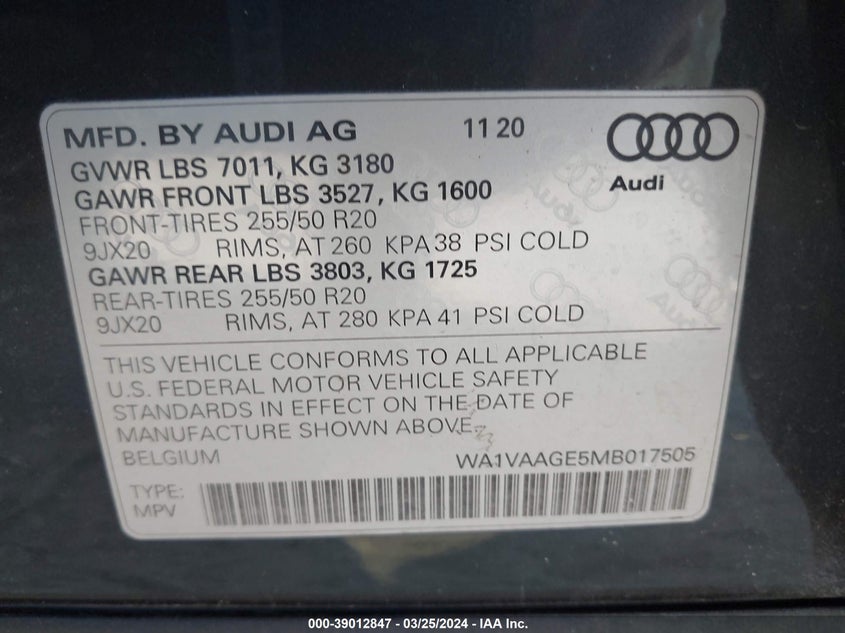 MFD. BY AUDI AG 11 20
GVWR LBS 7011, KG 3180
GAWR FRONT LBS 3527, KG 1600
Audi
FRONT-TIRES 255/50 R20
9JX20 RIMS, AT 260 KPA 38 PSI COLD
GAWR REAR LBS 3803, KG 1725
REAR-TIRES 255/50 R20
9JX20 RIMS, AT 280 KPA 41 PSI COLD
THIS VEHICLE CONFORMS TO ALL APPLICABLE
U.S. FEDERAL MOTOR VEHICLE SAFETY
STANDARDS IN EFFECT ON THE DATE OF
MANUFACTURE SHOWN ABOVE.
BELGIUM WA1VAAGE5MB017505
TYPE:
MPV
000-39012847 - 03/25/2024 - IAA Inc.